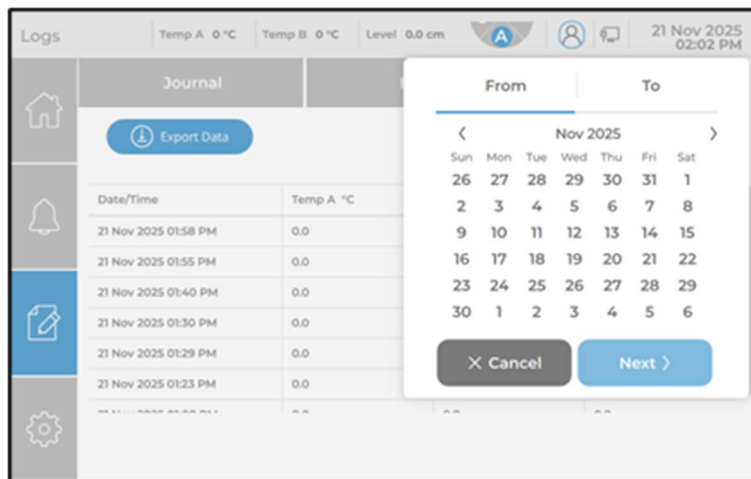 Logs
Temp A 0 °C Temp B 0 °C Level 0.0 cm A 21 Nov 2025
02:02 PM
Journal
Export Data
Date/Time Temp A °C
21 Nov 2025 01:58 PM 0.0
21 Nov 2025 01:55 PM 0.0
21 Nov 2025 01:40 PM 0.0
21 Nov 2025 01:30 PM 0.0
21 Nov 2025 01:29 PM 0.0
21 Nov 2025 01:23 PM 0.0
From To
Nov 2025
Sun Mon Tue Wed Thu Fri Sat
26 27 28 29 30 31 1
2 3 4 5 6 7 8
9 10 11 12 13 14 15
16 17 18 19 20 21 22
23 24 25 26 27 28 29
30 1 2 3 4 5 6
Cancel Next